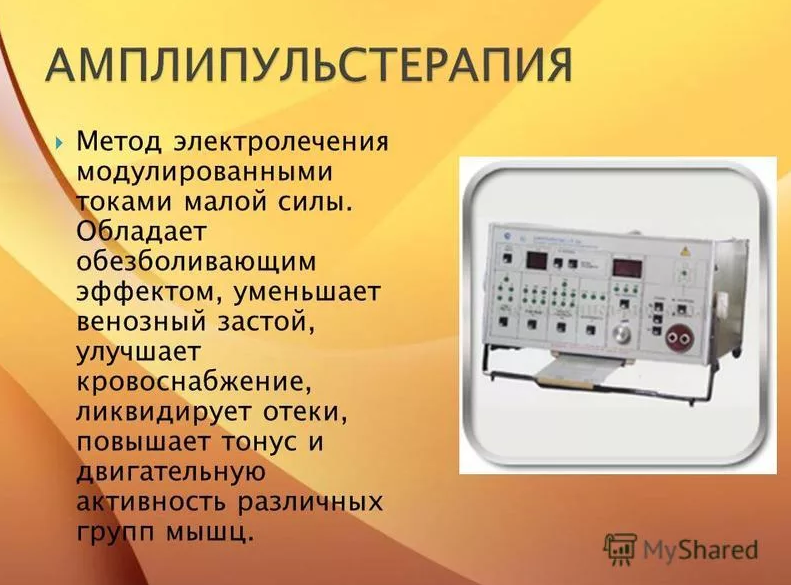 АМПЛИПУЛЬСТЕРАПИЯ
Метод электролечения
модулированными
токами малой силы.
Обладает
обезболивающим
эффектом, уменьшает
венозный застой,
улучшает
кровоснабжение,
ликвидирует отеки,
повышает тонус и
двигательную
активность различных
групп мышц.
MyShared